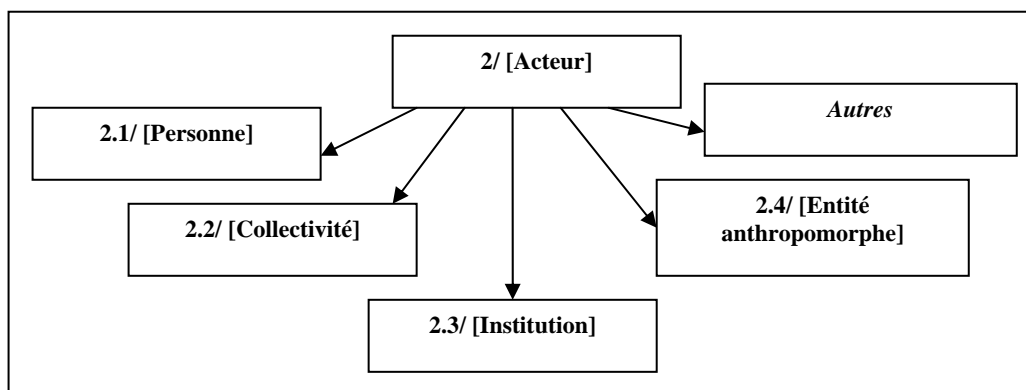 2/ [Acteur]
Autres
2.1/ [Personne]
2.2/ [Collectivité]
2.4/ [Entité
anthropomorphe]
2.3/ [Institution]